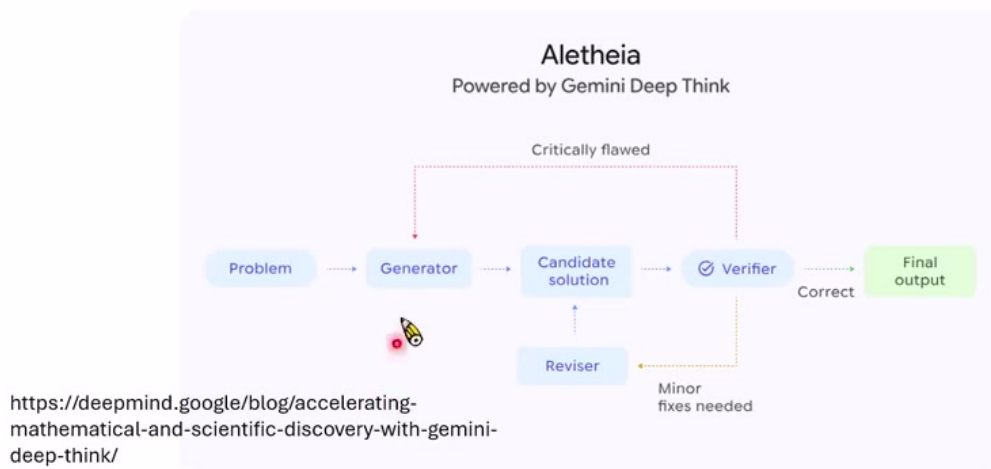 Aletheia
Powered by Gemini Deep Think
Critically flawed
Problem
Generator
Candidate
solution
Verifier
Correct
Final
output
Reviser
Minor
fixes needed
https://deepmind.google/blog/accelerating-
mathematical-and-scientific-discovery-with-gemini-
deep-think/